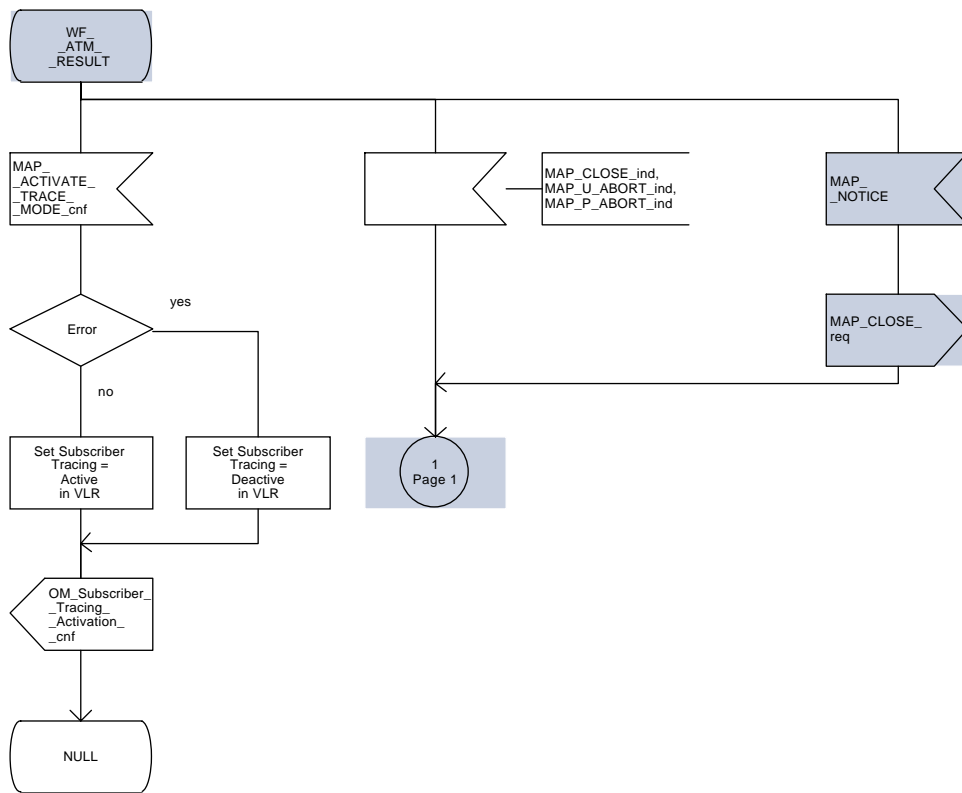 WF_
_ATM_
_RESULT
MAP_
_ACTIVATE_
_TRACE_
_MODE_cnf
MAP_CLOSE_ind,
MAP_U_ABORT_ind,
MAP_P_ABORT_ind
MAP_
_NOTICE
Error
yes
no
MAP_CLOSE_
req
Set Subscriber
Tracing =
Active
in VLR
Set Subscriber
Tracing =
Deactive
in VLR
1
Page 1
OM_Subscriber_
_Tracing_
_Activation_
_cnf
NULL